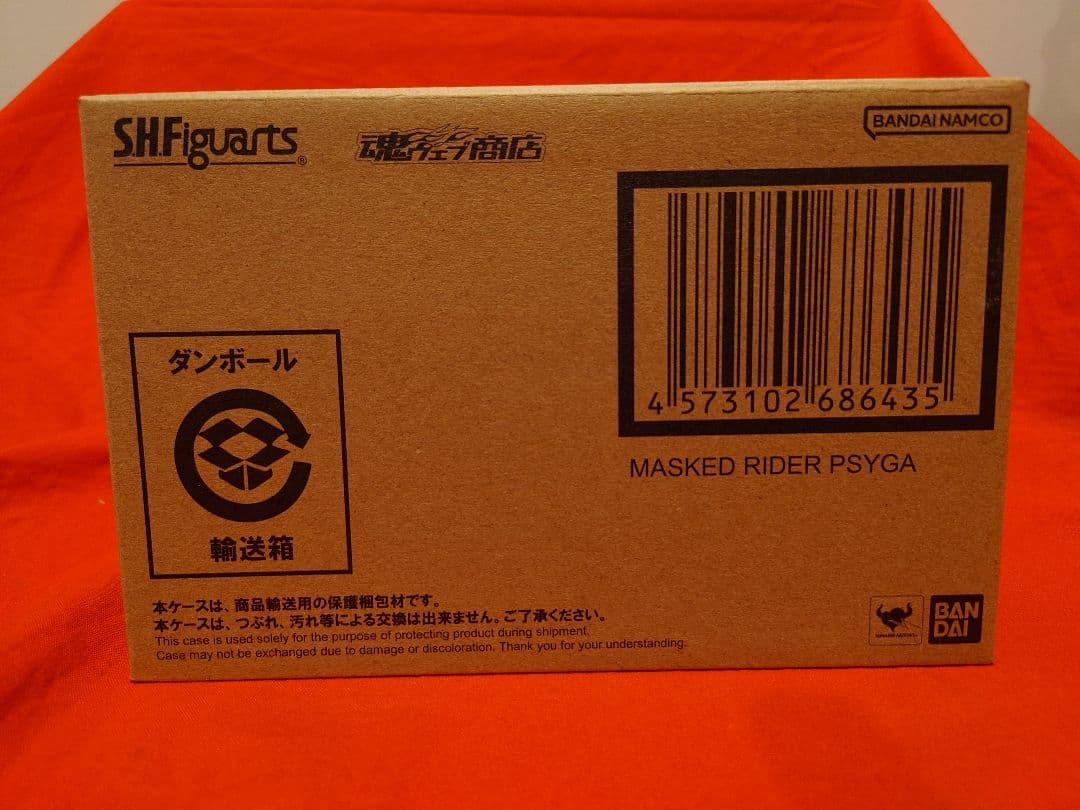 S.H.Figuarts®
魂ウェブ商店
BANDAI NAMCO
4 573102 686435
MASKED RIDER PSYGA
ダンボール
輸送箱
本ケースは、商品輸送用の保護梱包材です。
本ケースは、つぶれ、汚れ等による交換は出来ません。ご了承ください。
This case is used solely for the purpose of protecting product during shipment.
Case may not be exchanged due to damage or discoloration. Thank you for your understanding.
BAN
DAI